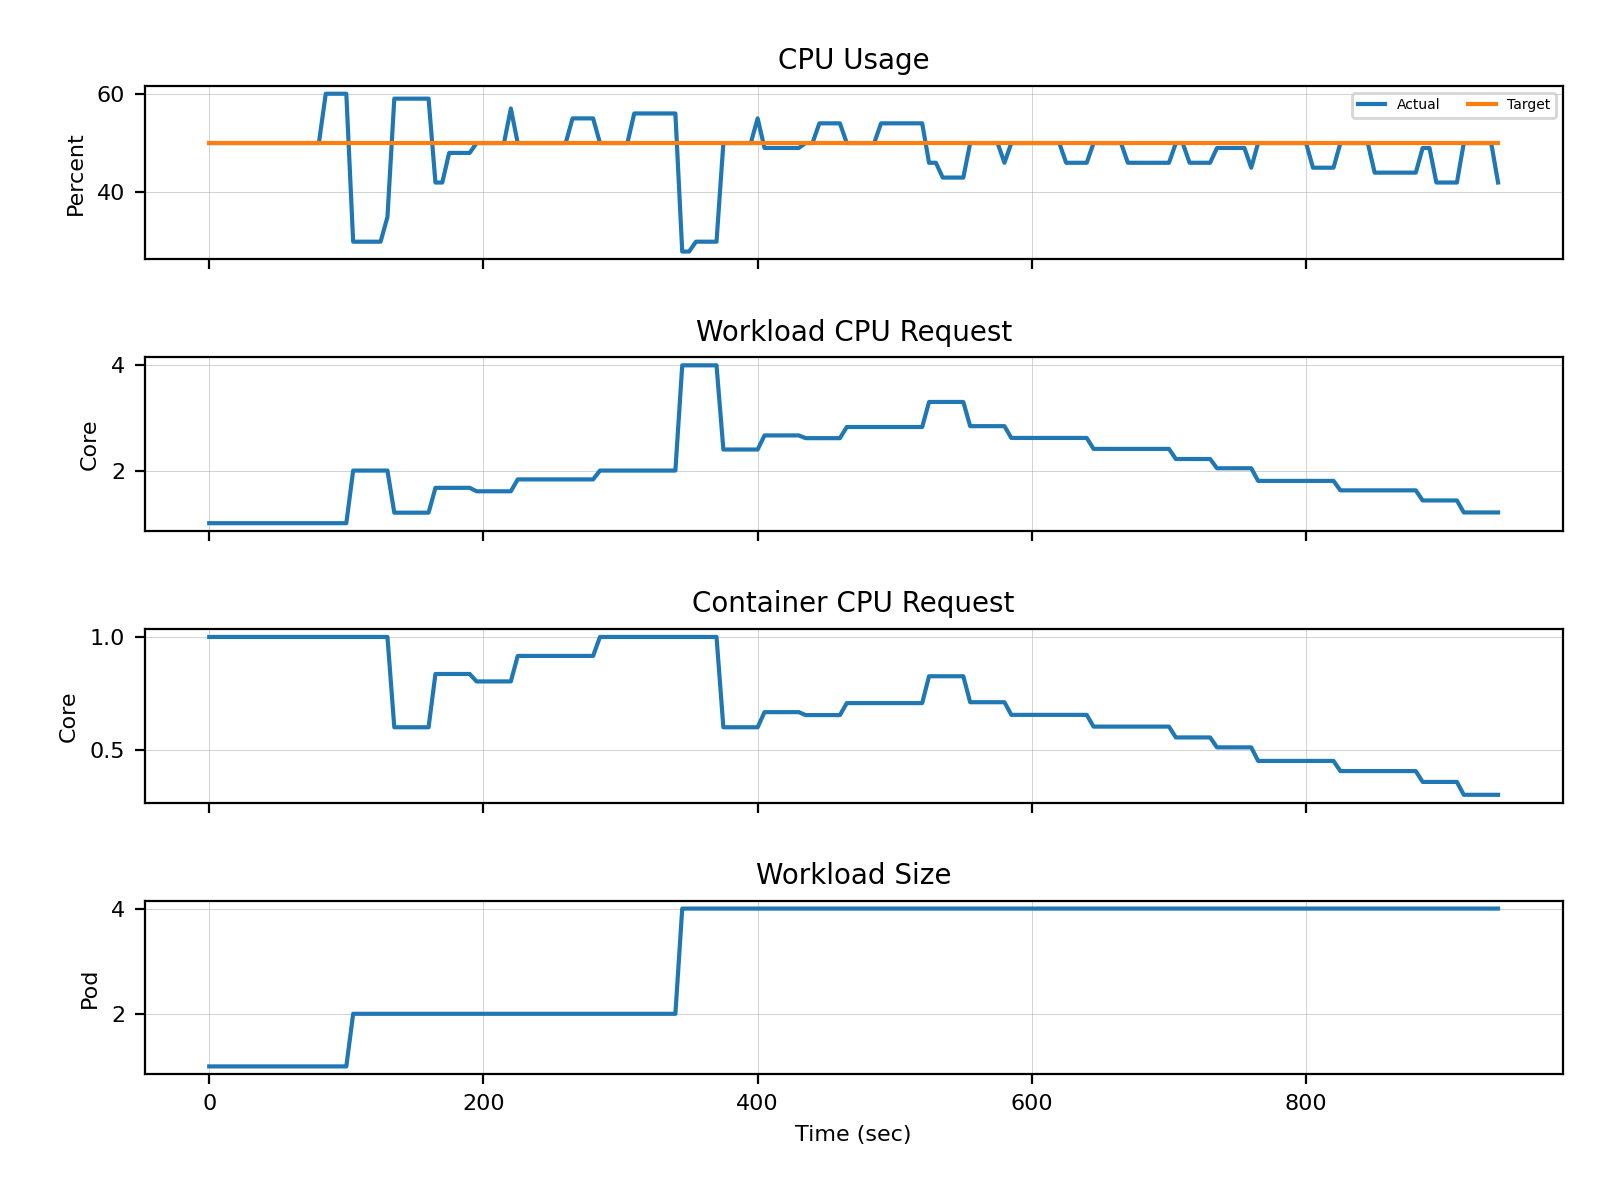 CPU Usage
60
40
Percent
Actual
Target
Workload CPU Request
4
2
Core
Container CPU Request
1.0
0.5
Core
Workload Size
4
2
Pod
0 200 400 600 800
Time (sec)